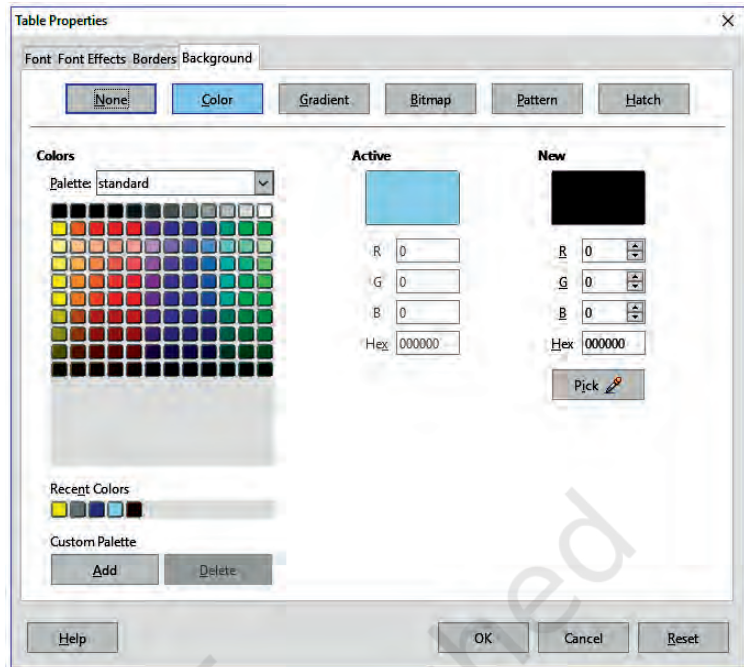 Table Properties
Font Font Effects Borders Background
None Color Gradient Bitmap Pattern Hatch
Colors Active New
Palette: standard
R 0 R 0
G 0 G 0
B 0 B 0
Hex 000000 Hex 000000
Pick
Recent Colors
Custom Palette
Add Delete
Help OK Cancel Reset